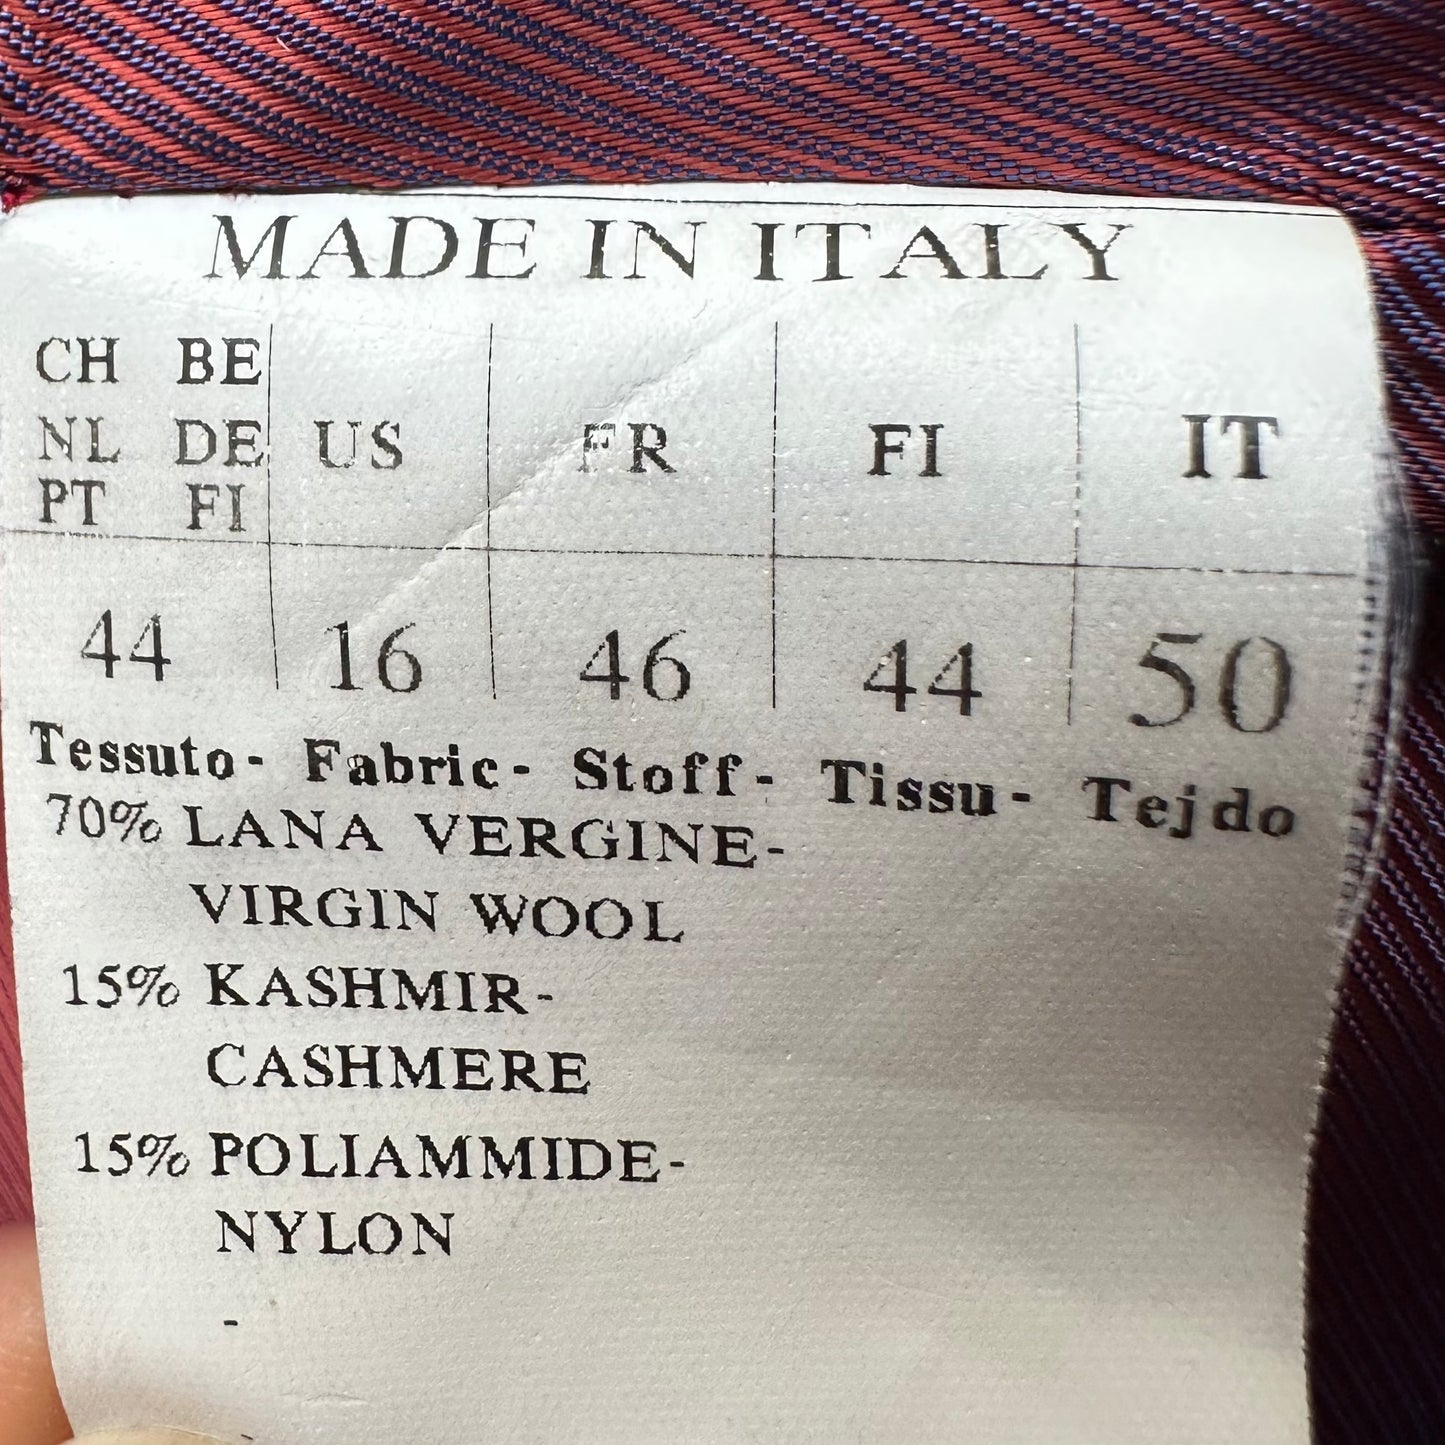 MADE IN ITALY
CH BE
NL DE US FR FI IT
PT FI
44 16 46 44 50
Tessuto- Fabric- Stoff- Tissu- Tejdo
70% LANA VERGINE-
VIRGIN WOOL
15% KASHMIR-
CASHMERE
15% POLIAMMIDE-
NYLON
-